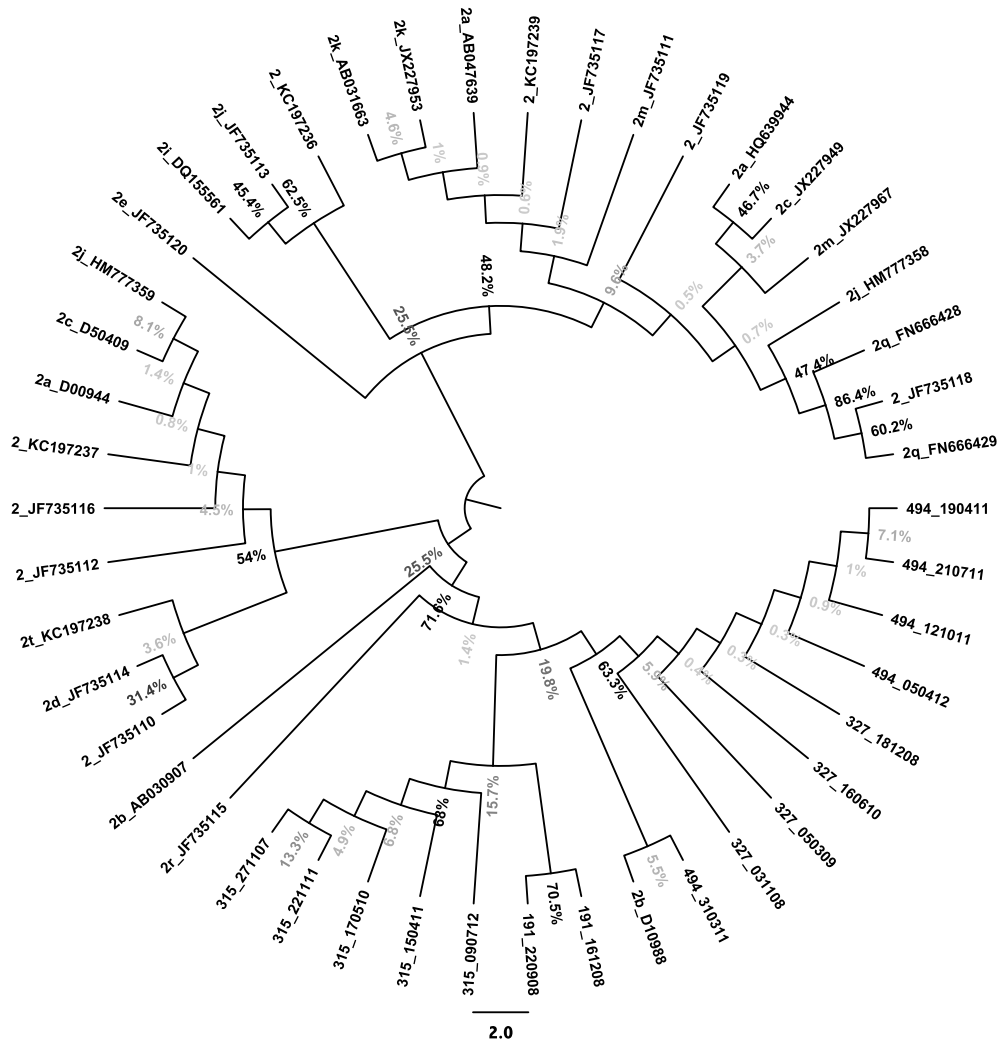 2a_AB047639
2_KC197239
2k_JX227953
2_JF735117
2k_AB031663
2m_JF735111
2_KC197236
2_JF735119
2j_JF735113
2a_HQ639944
2i_DQ155561
2c_JX227949
2e_JF735120
2m_JX227967
2j_HM777359
2j_HM777358
2c_D50409
2q_FN666428
2a_D00944
2_JF735118
2_KC197237
2q_FN666429
2_JF735116
494_190411
2_JF735112
494_210711
2t_KC197238
494_121011
2d_JF735114
494_050412
2_JF735110
327_181208
2b_AB030907
327_160610
2r_JF735115
327_050309
315_271107
327_031108
315_221111
494_310311
315_170510
2b_D10988
315_150411
191_161208
315_090712
191_220908
4.6%
1%
0.9%
0.6%
1.9%
9.6%
0.5%
0.7%
3.7%
46.7%
47.4%
86.4%
60.2%
62.5%
45.4%
48.2%
25.5%
8.1%
1.4%
0.8%
1%
4.5%
54%
3.6%
31.4%
25.5%
71.6%
1.4%
19.8%
63.3%
5.9%
0.4%
0.3%
0.3%
0.9%
1%
7.1%
15.7%
68%
6.8%
4.9%
13.3%
70.5%
5.5%
2.0